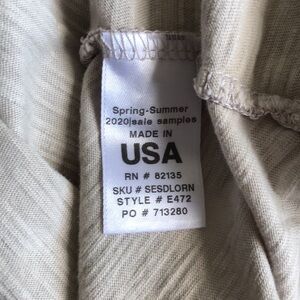 Spring-Summer
2020|sale samples
MADE IN
USA
RN # 82135
SKU # SESDLORN
STYLE # E472
PO # 713280